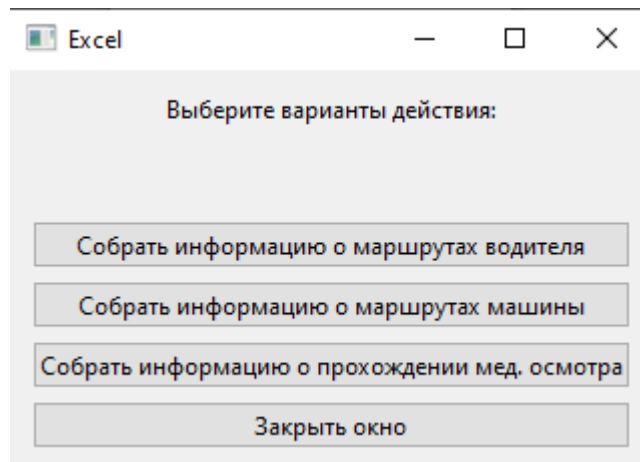 Excel
Выберите варианты действия:
Собрать информацию о маршрутах водителя
Собрать информацию о маршрутах машины
Собрать информацию о прохождении мед. осмотра
Закрыть окно